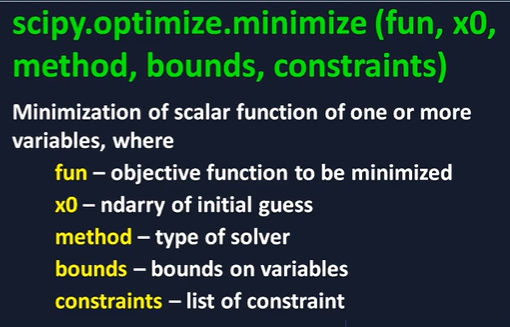 scipy.optimize.minimize (fun, x0,
method, bounds, constraints)
Minimization of scalar function of one or more
variables, where
fun – objective function to be minimized
x0 – ndarry of initial guess
method – type of solver
bounds – bounds on variables
constraints – list of constraint